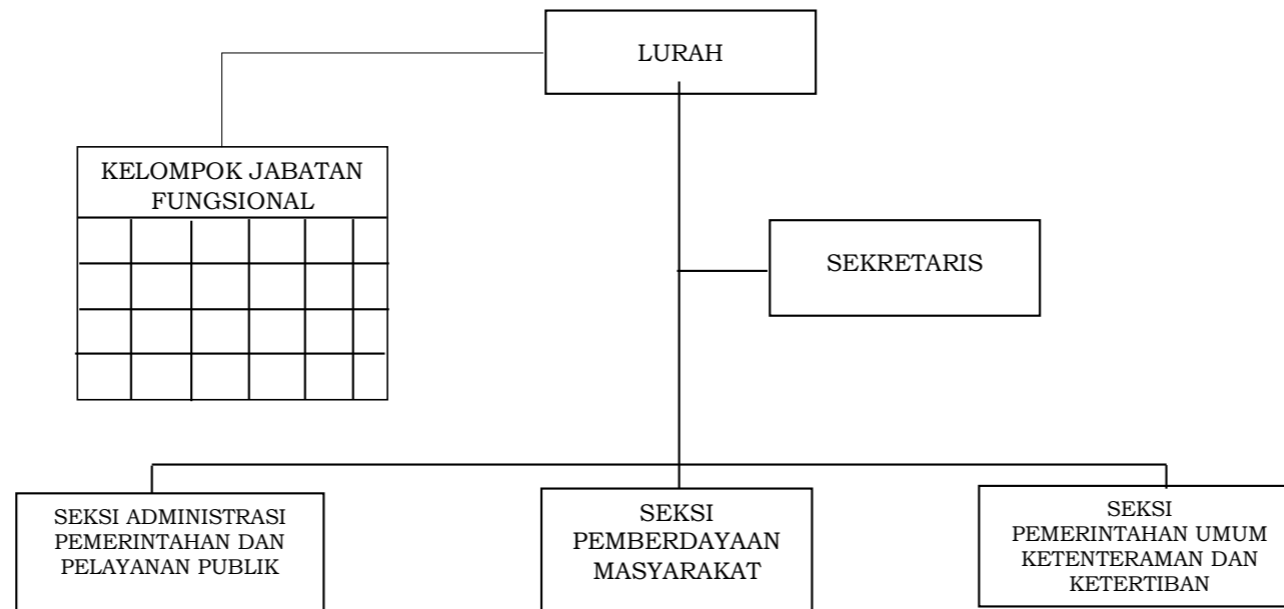 LURAH
KELOMPOK JABATAN
FUNGSIONAL
SEKRETARIS
SEKSI ADMINISTRASI
PEMERINTAHAN DAN
PELAYANAN PUBLIK
SEKSI
PEMBERDAYAAN
MASYARAKAT
SEKSI
PEMERINTAHAN UMUM
KETENTERAMAN DAN
KETERTIBAN